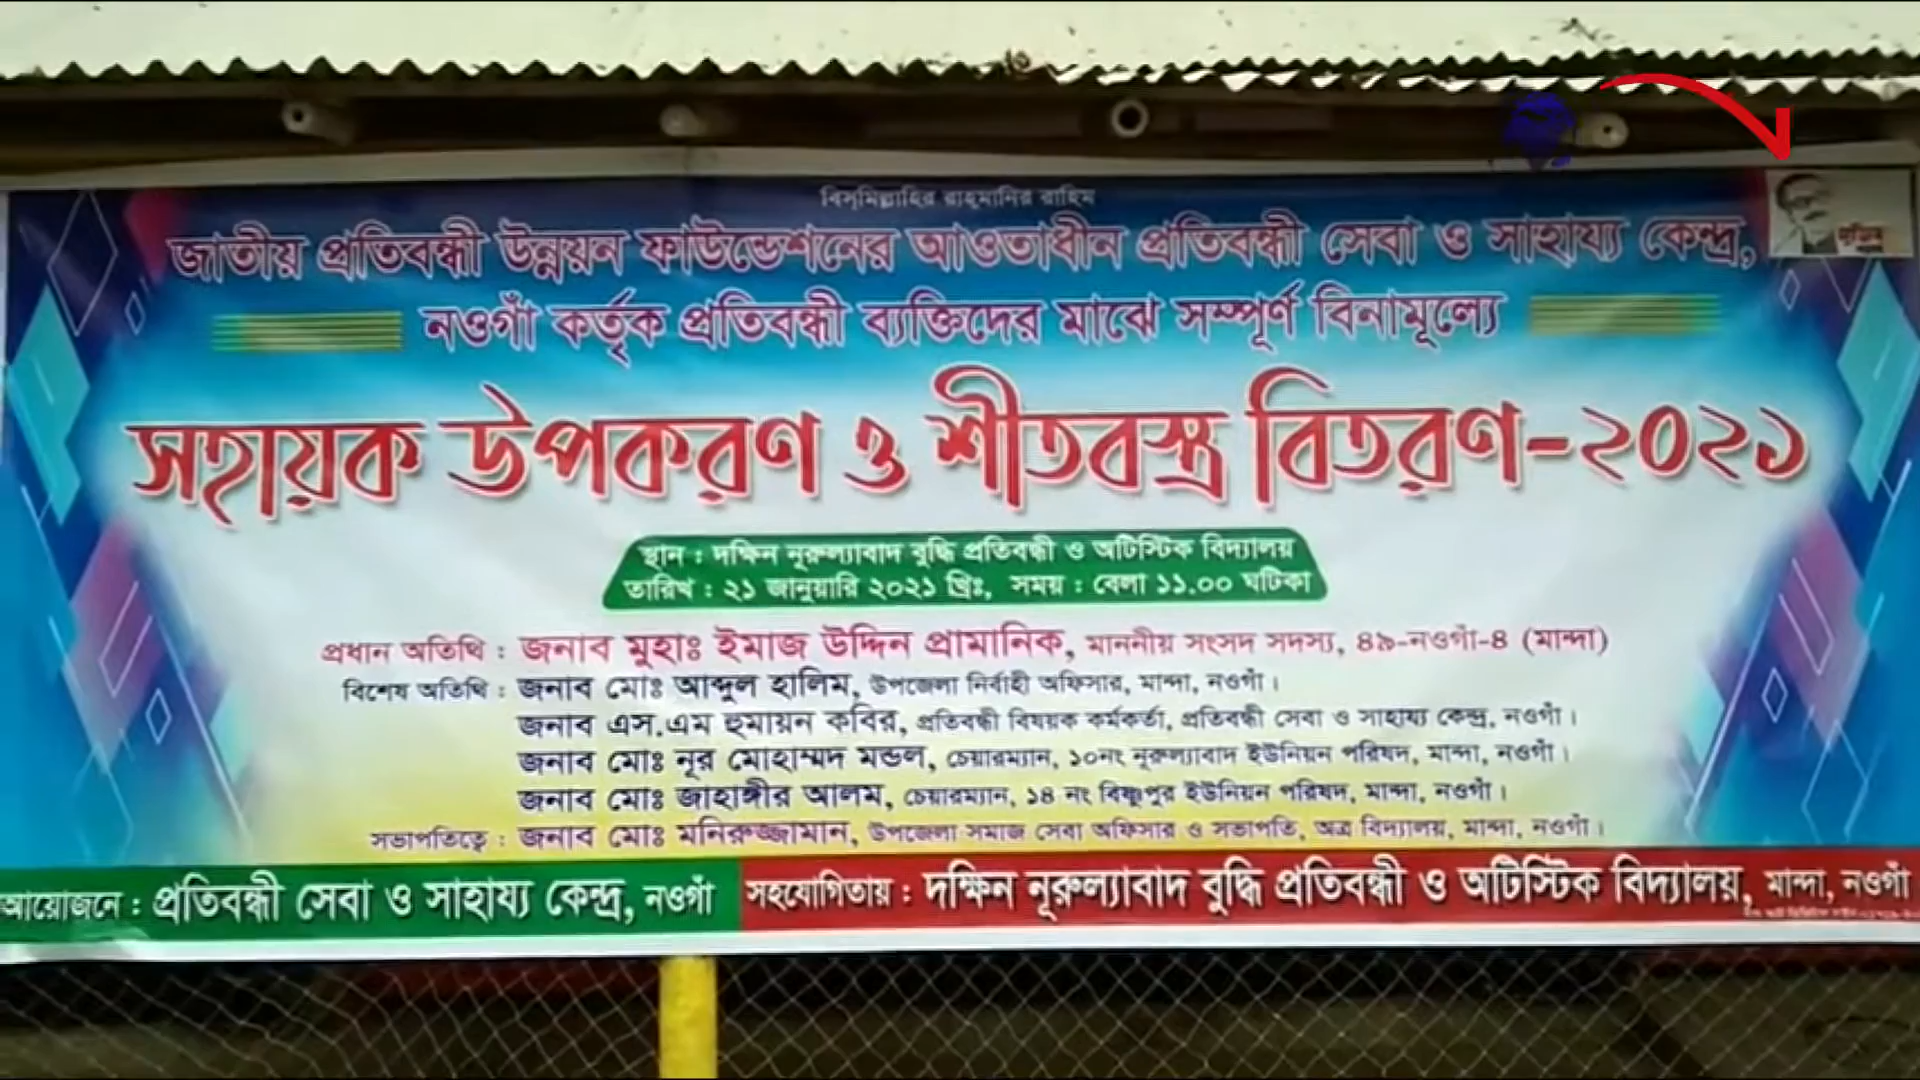 বিস্‌মিল্লাহির রাহ্‌মানির রাহিম
জাতীয় প্রতিবন্ধী উন্নয়ন ফাউন্ডেশনের আওতাধীন প্রতিবন্ধী সেবা ও সাহায্য কেন্দ্র,
নওগাঁ কর্তৃক প্রতিবন্ধী ব্যক্তিদের মাঝে সম্পূর্ণ বিনামূল্যে
সহায়ক উপকরণ ও শীতবস্ত্র বিতরণ-২০২১
স্থান : দক্ষিন নূরুল্যাবাদ বুদ্ধি প্রতিবন্ধী ও অটিস্টিক বিদ্যালয়
তারিখ : ২১ জানুয়ারি ২০২১ খ্রিঃ, সময় : বেলা ১১.০০ ঘটিকা
প্রধান অতিথি : জনাব মুহাঃ ইমাজ উদ্দিন প্রামানিক, মাননীয় সংসদ সদস্য, ৪৯-নওগাঁ-৪ (মান্দা)
বিশেষ অতিথি : জনাব মোঃ আব্দুল হালিম, উপজেলা নির্বাহী অফিসার, মান্দা, নওগাঁ।
জনাব এস.এম হুমায়ন কবির, প্রতিবন্ধী বিষয়ক কর্মকর্তা, প্রতিবন্ধী সেবা ও সাহায্য কেন্দ্র, নওগাঁ।
জনাব মোঃ নূর মোহাম্মদ মন্ডল, চেয়ারম্যান, ১০নং নূরুল্যাবাদ ইউনিয়ন পরিষদ, মান্দা, নওগাঁ।
জনাব মোঃ জাহাঙ্গীর আলম, চেয়ারম্যান, ১৪ নং বিষ্ণুপুর ইউনিয়ন পরিষদ, মান্দা, নওগাঁ।
সভাপতিত্বে : জনাব মোঃ মনিরুজ্জামান, উপজেলা সমাজ সেবা অফিসার ও সভাপতি, অত্র বিদ্যালয়, মান্দা, নওগাঁ।
আয়োজনে : প্রতিবন্ধী সেবা ও সাহায্য কেন্দ্র, নওগাঁ
সহযোগিতায় : দক্ষিন নূরুল্যাবাদ বুদ্ধি প্রতিবন্ধী ও অটিস্টিক বিদ্যালয়, মান্দা, নওগাঁ